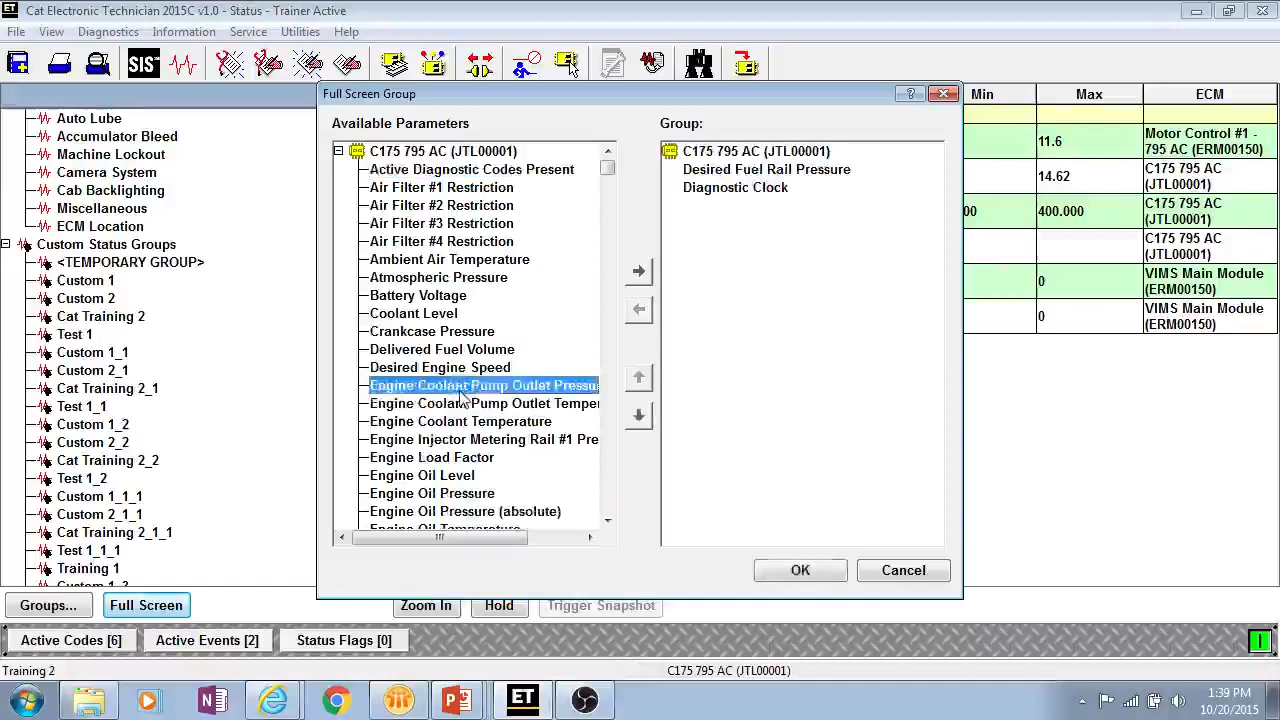 ET Cat Electronic Technician 2015C v1.0 - Status - Trainer Active
File View Diagnostics Information Service Utilities Help
SIS
Full Screen Group
Available Parameters
C175 795 AC (JTL00001)
Active Diagnostic Codes Present
Air Filter #1 Restriction
Air Filter #2 Restriction
Air Filter #3 Restriction
Air Filter #4 Restriction
Ambient Air Temperature
Atmospheric Pressure
Battery Voltage
Coolant Level
Crankcase Pressure
Delivered Fuel Volume
Desired Engine Speed
Engine Coolant Pump Outlet Pressu
Engine Coolant Pump Outlet Temper
Engine Coolant Temperature
Engine Injector Metering Rail #1 Pre
Engine Load Factor
Engine Oil Level
Engine Oil Pressure
Engine Oil Pressure (absolute)
Engine Oil Temperature
Group:
C175 795 AC (JTL00001)
Desired Fuel Rail Pressure
Diagnostic Clock
OK Cancel
Auto Lube
Accumulator Bleed
Machine Lockout
Camera System
Cab Backlighting
Miscellaneous
ECM Location
Custom Status Groups
<TEMPORARY GROUP>
Custom 1
Custom 2
Cat Training 2
Test 1
Custom 1_1
Custom 2_1
Cat Training 2_1
Test 1_1
Custom 1_2
Custom 2_2
Cat Training 2_2
Test 1_2
Custom 1_1_1
Custom 2_1_1
Cat Training 2_1_1
Test 1_1_1
Training 1
Custom 1_3
Min Max ECM
11.6 Motor Control #1 -
795 AC (ERM00150)
14.62 C175 795 AC
(JTL00001)
00 400.000 C175 795 AC
(JTL00001)
C175 795 AC
(JTL00001)
0 VIMS Main Module
(ERM00150)
0 VIMS Main Module
(ERM00150)
Groups... Full Screen Zoom In Hold Trigger Snapshot
Active Codes [6] Active Events [2] Status Flags [0]
Training 2 C175 795 AC (JTL00001)
ET
1:39 PM
10/20/2015